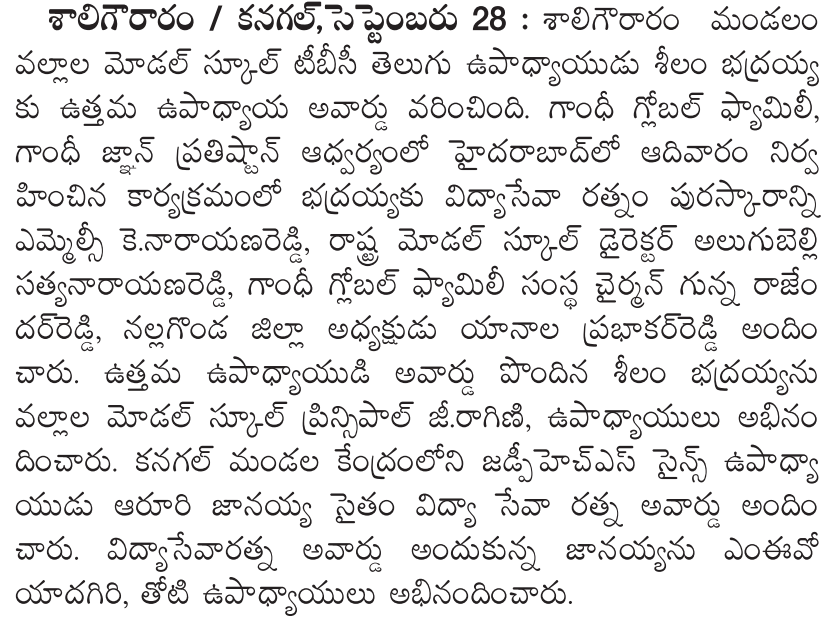 శాలిగౌరారం / కనగల్, సెప్టెంబరు 28 : శాలిగౌరారం మండలం
వల్లాల మోడల్ స్కూల్ టీబీసీ తెలుగు ఉపాధ్యాయుడు శీలం భద్రయ్య
కు ఉత్తమ ఉపాధ్యాయ అవార్డు వరించింది. గాంధీ గ్లోబల్ ఫ్యామిలీ,
గాంధీ జ్ఞాన్ ప్రతిష్టాన్ ఆధ్వర్యంలో హైదరాబాద్‌లో ఆదివారం నిర్వ
హించిన కార్యక్రమంలో భద్రయ్యకు విద్యాసేవా రత్నం పురస్కారాన్ని
ఎమ్మెల్సీ కె.నారాయణరెడ్డి, రాష్ట్ర మోడల్ స్కూల్ డైరెక్టర్ అలుగుబెల్లి
సత్యనారాయణరెడ్డి, గాంధీ గ్లోబల్ ఫ్యామిలీ సంస్థ చైర్మన్ గున్న రాజేం
దర్‌రెడ్డి, నల్లగొండ జిల్లా అధ్యక్షుడు యానాల ప్రభాకర్‌రెడ్డి అందిం
చారు. ఉత్తమ ఉపాధ్యాయుడి అవార్డు పొందిన శీలం భద్రయ్యను
వల్లాల మోడల్ స్కూల్ ప్రిన్సిపాల్ జీ.రాగిణి, ఉపాధ్యాయులు అభినం
దించారు. కనగల్ మండల కేంద్రంలోని జడ్పీహెచ్ఎస్ సైన్స్ ఉపాధ్యా
యుడు ఆరూరి జానయ్య సైతం విద్యా సేవా రత్న అవార్డు అందిం
చారు. విద్యాసేవారత్న అవార్డు అందుకున్న జానయ్యను ఎంఈవో
యాదగిరి, తోటి ఉపాధ్యాయులు అభినందించారు.